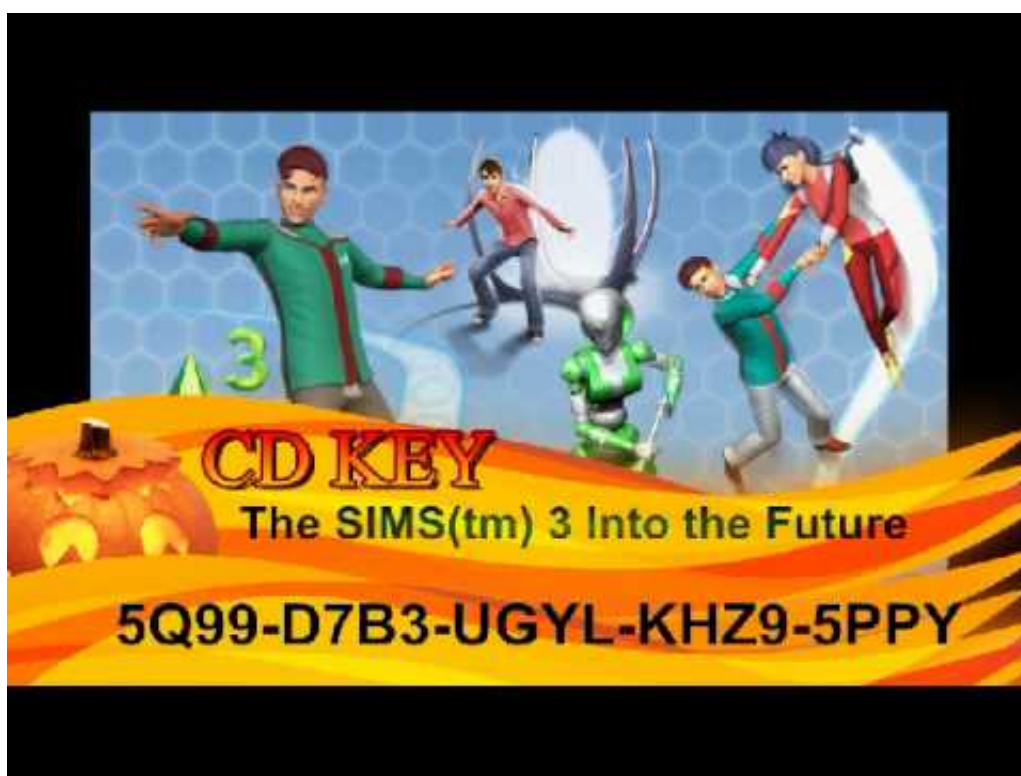 3
CD KEY
The SIMS(tm) 3 Into the Future
5Q99-D7B3-UGYL-KHZ9-5PPY